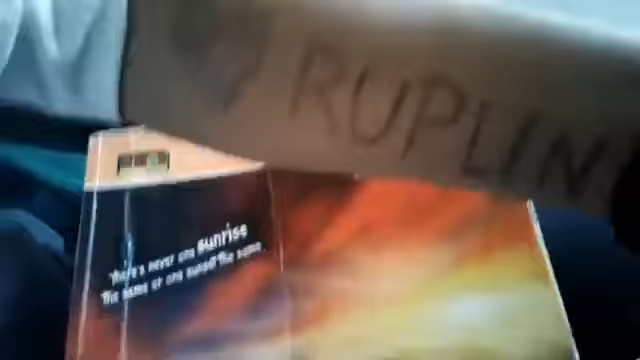 RUPLIN
There's never one sunrise
the same or one sunset the same.